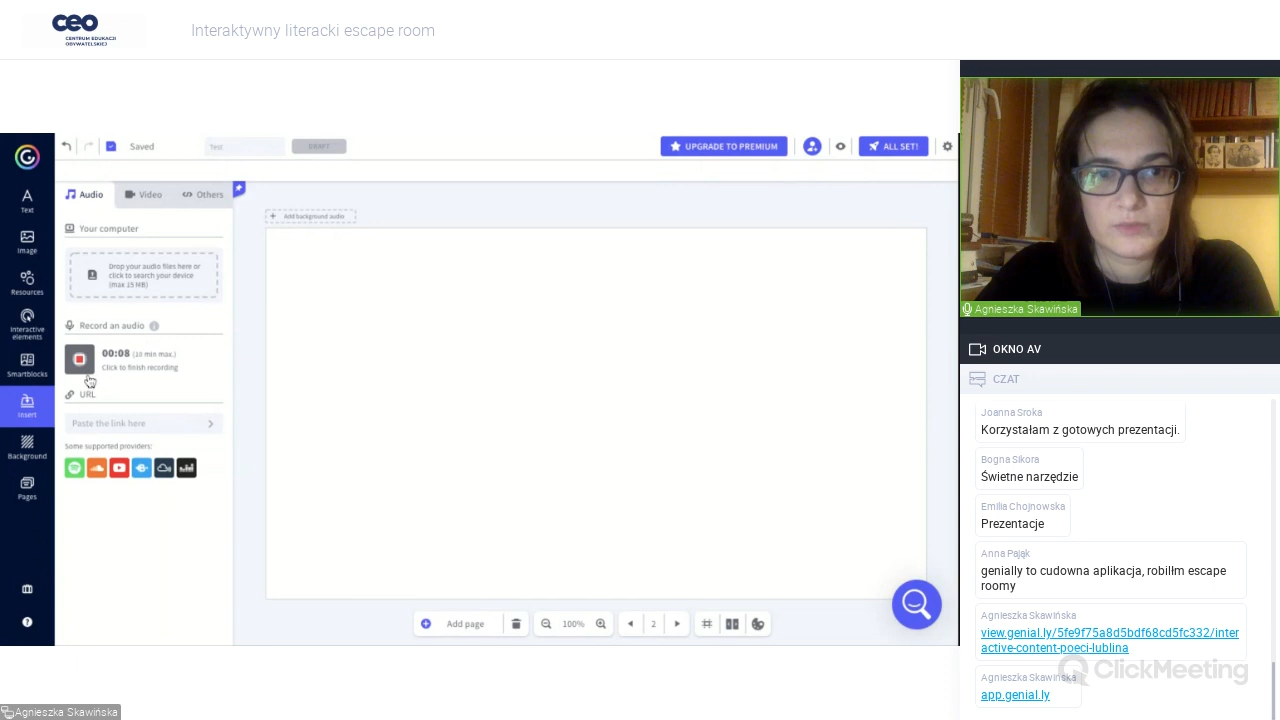 ceo
CENTRUM EDUKACJI
OBYWATELSKIEJ
Interaktywny literacki escape room
Saved
Test
DRAFT
UPGRADE TO PREMIUM
ALL SET!
Text
Image
Resources
Interactive
elements
Smartblocks
Insert
Background
Pages
Audio
Video
Others
Your computer
Drop your audio files here or
click to search your device
(max 15 MB)
Record an audio
00:08 (10 min max.)
Click to finish recording
URL
Paste the link here
Some supported providers:
Add background audio
Add page
100%
2
Agnieszka Skawińska
Agnieszka Skawińska
OKNO AV
CZAT
Joanna Sroka
Korzystałam z gotowych prezentacji.
Bogna Sikora
Świetne narzędzie
Emilia Chojnowska
Prezentacje
Anna Pająk
genially to cudowna aplikacja, robiłłm escape
roomy
Agnieszka Skawińska
view.genial.ly/5fe9f75a8d5bdf68cd5fc332/inter
active-content-poeci-lublina
Agnieszka Skawińska
app.genial.ly
ClickMeeting